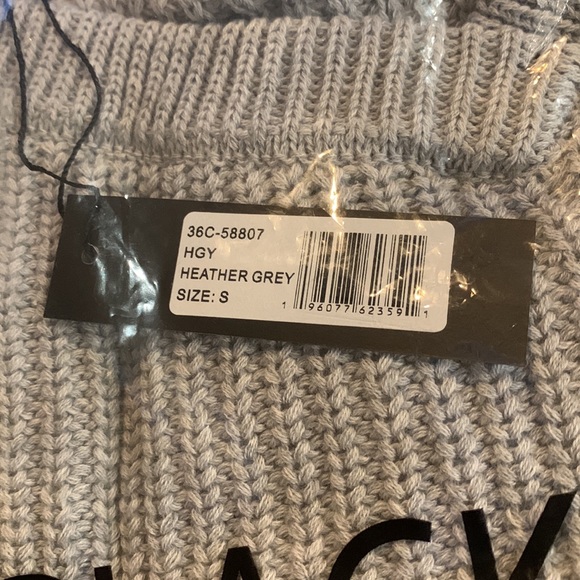 36C-58807
HGY
HEATHER GREY
SIZE: S
1 96077 62359 1